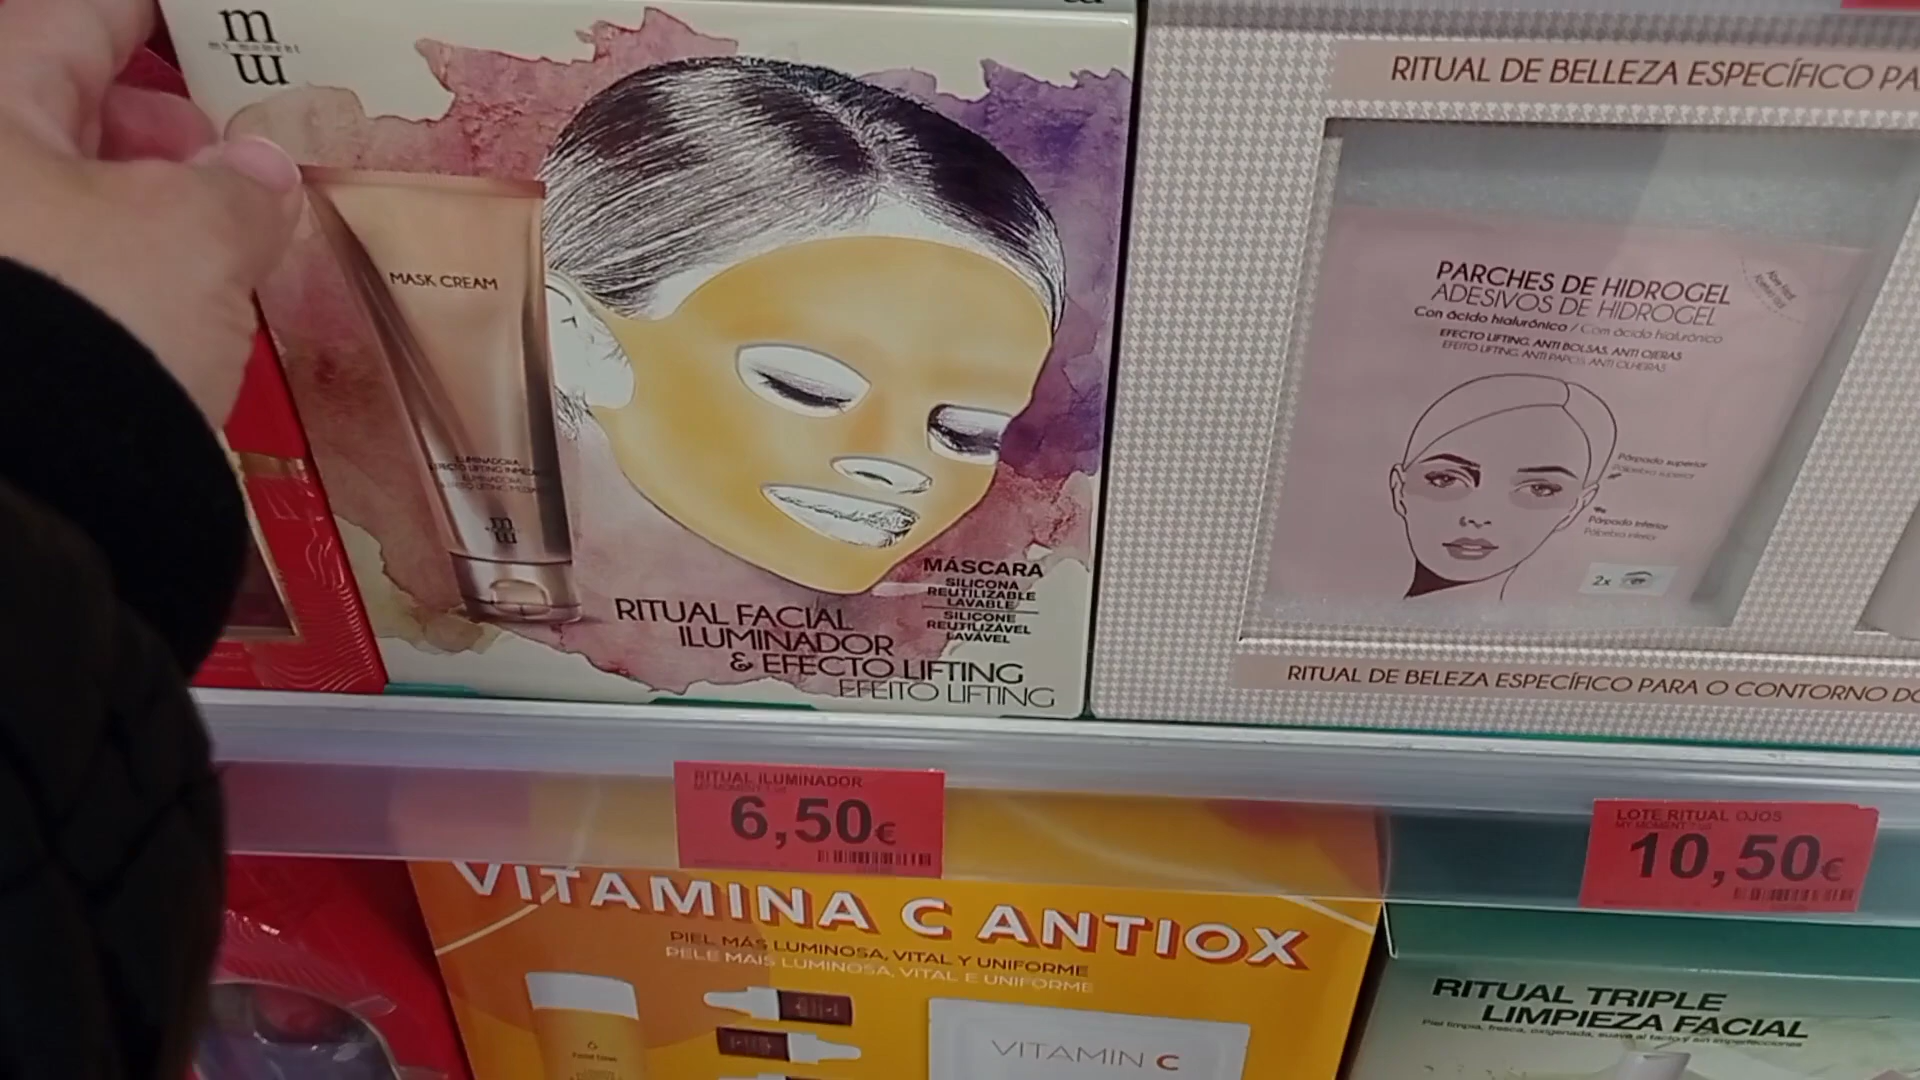 m
my moment
m
MASK CREAM
ILUMINADORA
MÁSCARA
SILICONA
REUTILIZABLE
LAVABLE
SILICONE
REUTILIZÁVEL
LAVÁVEL
RITUAL FACIAL
ILUMINADOR
& EFECTO LIFTING
EFEITO LIFTING
RITUAL DE BELLEZA ESPECÍFICO PA
PARCHES DE HIDROGEL
ADESIVOS DE HIDROGEL
Con ácido hialurónico / Com ácido hialurónico
EFECTO LIFTING, ANTI BOLSAS, ANTI OJERAS
EFEITO LIFTING, ANTI PAPOS, ANTI OLHEIRAS
Párpado superior
Pálpebra superior
Párpado inferior
Pálpebra inferior
2x
RITUAL DE BELEZA ESPECÍFICO PARA O CONTORNO DO
RITUAL ILUMINADOR
6,50€
LOTE RITUAL OJOS
10,50€
VITAMINA C ANTIOX
PIEL MÁS LUMINOSA, VITAL Y UNIFORME
PELE MAIS LUMINOSA, VITAL E UNIFORME
VITAMIN C
RITUAL TRIPLE
LIMPIEZA FACIAL